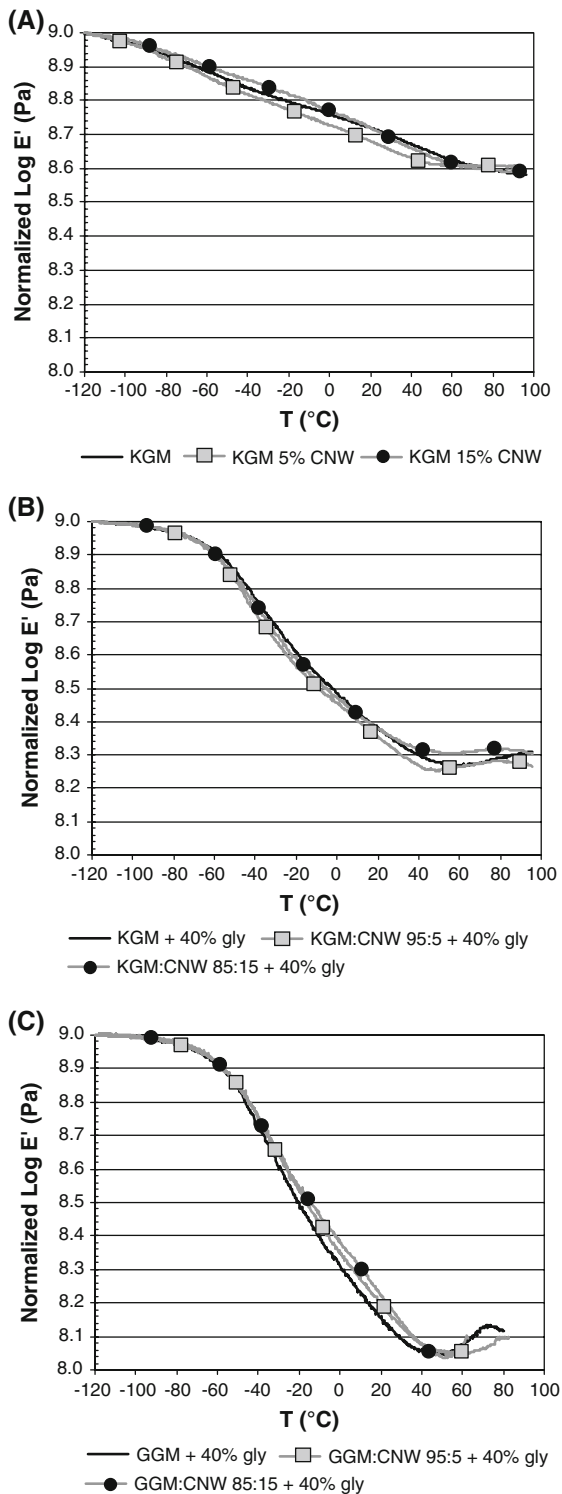 (A)
Normalized Log E' (Pa)
9.0
8.9
8.8
8.7
8.6
8.5
8.4
8.3
8.2
8.1
8.0
-120 -100 -80 -60 -40 -20 0 20 40 60 80 100
T (°C)
KGM KGM 5% CNW KGM 15% CNW
(B)
Normalized Log E' (Pa)
9.0
8.9
8.8
8.7
8.6
8.5
8.4
8.3
8.2
8.1
8.0
-120 -100 -80 -60 -40 -20 0 20 40 60 80 100
T (°C)
KGM + 40% gly KGM:CNW 95:5 + 40% gly
KGM:CNW 85:15 + 40% gly
(C)
Normalized Log E' (Pa)
9.0
8.9
8.8
8.7
8.6
8.5
8.4
8.3
8.2
8.1
8.0
-120 -100 -80 -60 -40 -20 0 20 40 60 80 100
T (°C)
GGM + 40% gly GGM:CNW 95:5 + 40% gly
GGM:CNW 85:15 + 40% gly